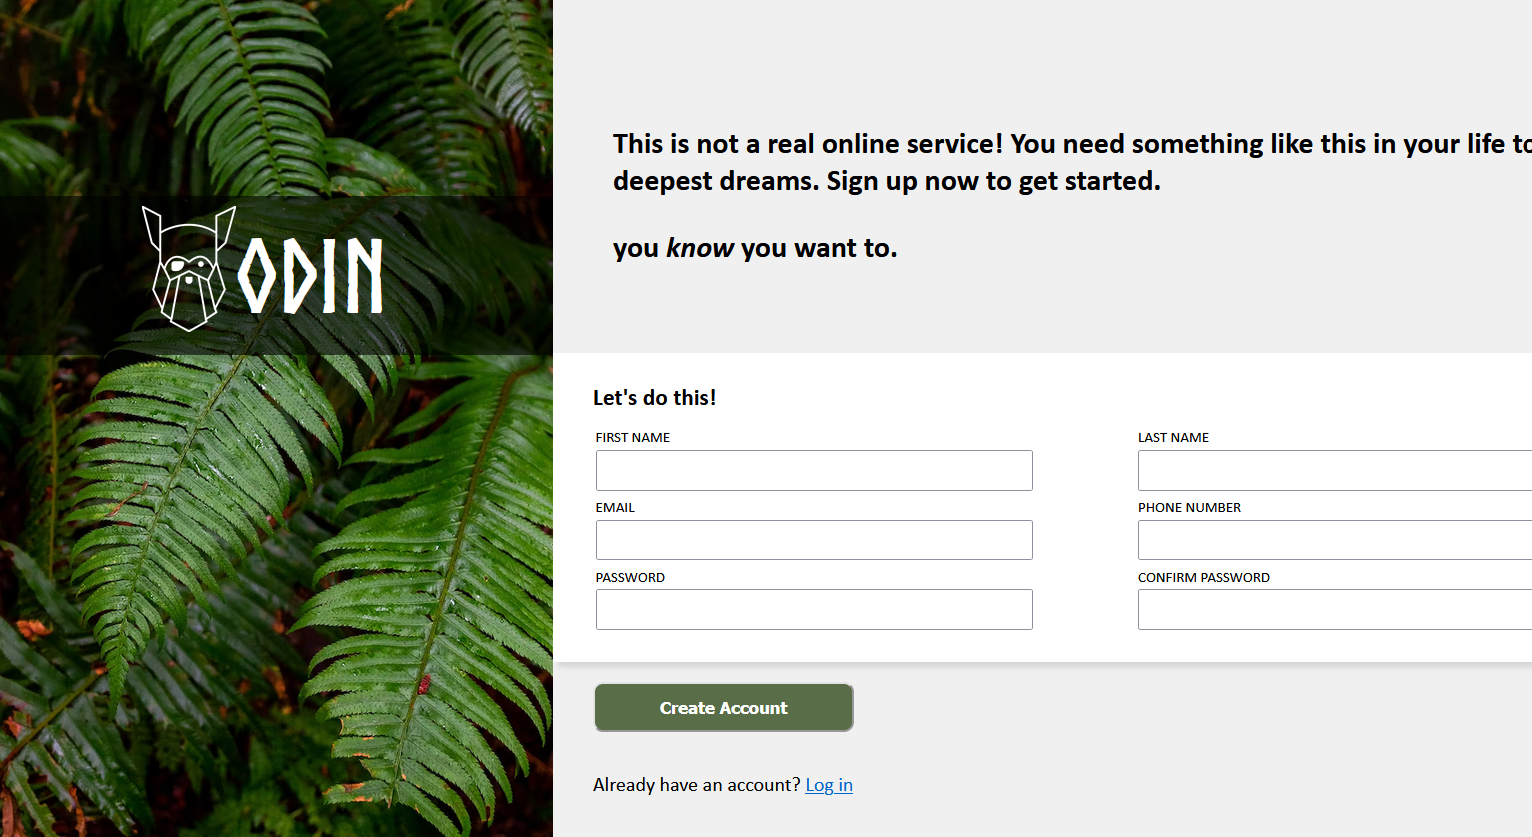 ODIN
This is not a real online service! You need something like this in your life
deepest dreams. Sign up now to get started.
you know you want to.
Let's do this!
FIRST NAME
LAST NAME
EMAIL
PHONE NUMBER
PASSWORD
CONFIRM PASSWORD
Create Account
Already have an account? Log in